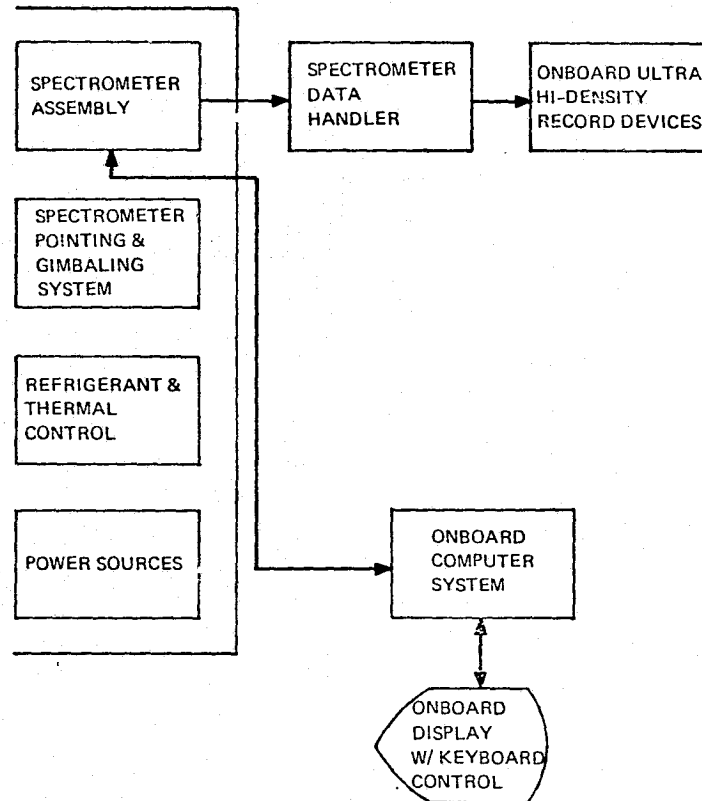 SPECTROMETER
ASSEMBLY
SPECTROMETER
DATA
HANDLER
ONBOARD ULTRA
HI-DENSITY
RECORD DEVICES
SPECTROMETER
POINTING &
GIMBALING
SYSTEM
REFRIGERANT &
THERMAL
CONTROL
POWER SOURCES
ONBOARD
COMPUTER
SYSTEM
ONBOARD
DISPLAY
W/ KEYBOARD
CONTROL